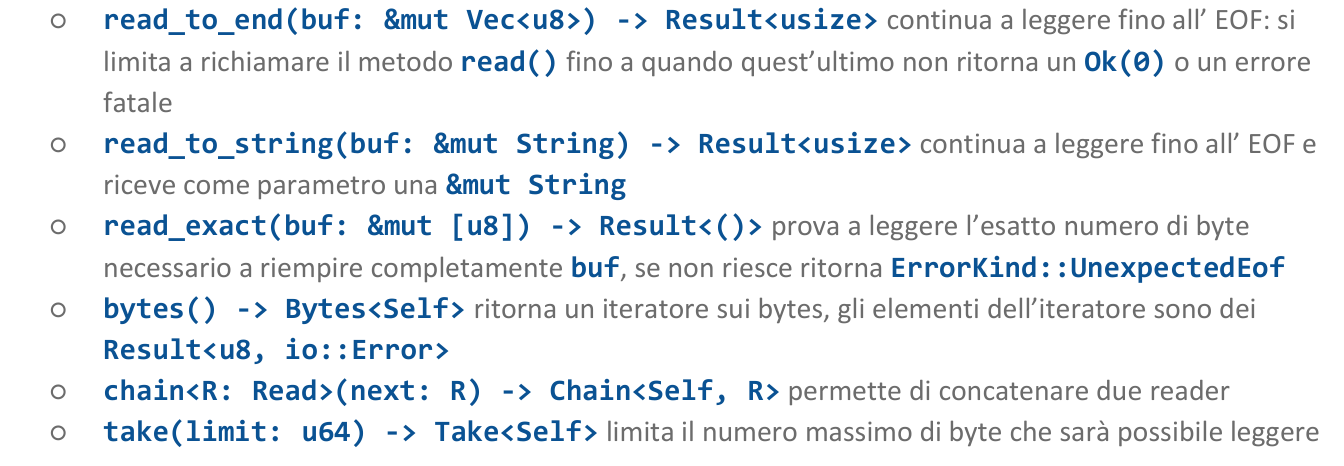 ○ read_to_end(buf: &mut Vec<u8>) -> Result<usize> continua a leggere fino all’ EOF: si
limita a richiamare il metodo read() fino a quando quest’ultimo non ritorna un Ok(0) o un errore
fatale
○ read_to_string(buf: &mut String) -> Result<usize> continua a leggere fino all’ EOF e
riceve come parametro una &mut String
○ read_exact(buf: &mut [u8]) -> Result<()> prova a leggere l’esatto numero di byte
necessario a riempire completamente buf, se non riesce ritorna ErrorKind::UnexpectedEof
○ bytes() -> Bytes<Self> ritorna un iteratore sui bytes, gli elementi dell’iteratore sono dei
Result<u8, io::Error>
○ chain<R: Read>(next: R) -> Chain<Self, R> permette di concatenare due reader
○ take(limit: u64) -> Take<Self> limita il numero massimo di byte che sarà possibile leggere